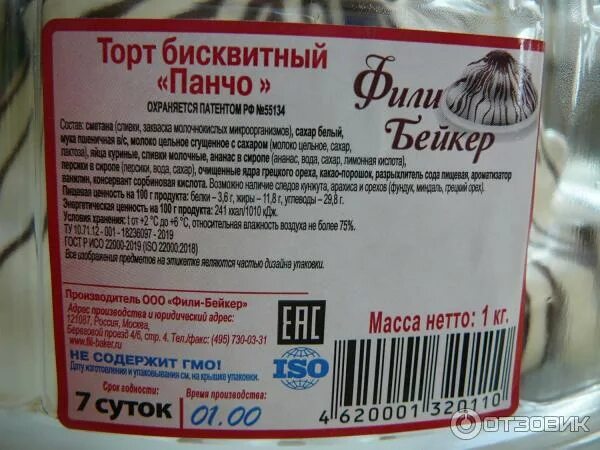 Торт бисквитный
«Панчо »
ОХРАНЯЕТСЯ ПАТЕНТОМ РФ №55134
Фили
Бейкер
Состав: сметана (сливки, закваска молочнокислых микроорганизмов), сахар белый,
мука пшеничная в/с, молоко цельное сгущенное с сахаром (молоко цельное, сахар,
лактоза), яйца куриные, сливки молочные, ананас в сиропе (ананас, вода, сахар, лимонная кислота),
персики в сиропе (персики, вода, сахар), очищенные ядра грецкого ореха, какао-порошок, разрыхлитель сода пищевая, ароматизатор
ванилин, консервант сорбиновая кислота. Возможно наличие следов кунжута, арахиса и орехов (фундук, миндаль, грецкий орех).
Пищевая ценность на 100 г продукта: белки – 3,6 г, жиры – 11,8 г, углеводы – 29,8 г.
Энергетическая ценность на 100 г продукта: 241 ккал/1010 кДж.
Условия хранения: t от +2 °С до +6 °С, относительная влажность воздуха не более 75%.
ТУ 10.71.12 - 001 - 18236097 - 2019
ГОСТ Р ИСО 22000-2019 (ISO 22000:2018)
Все изображения предметов на этикетке являются частью дизайна упаковки.
Производитель ООО «Фили-Бейкер»
Адрес производства и юридический адрес:
121087, Россия, Москва,
Береговой проезд 4/6, стр. 4. Тел./факс: (495) 730-03-31
www.fili-baker.ru
НЕ СОДЕРЖИТ ГМО!
Дату изготовления и упаковывания см. на крышке упаковки.
Срок годности:
7 суток
Время производства:
01.00
EAC
ISO
Масса нетто: 1 кг.
4 620001 320110
ОТЗОВИК